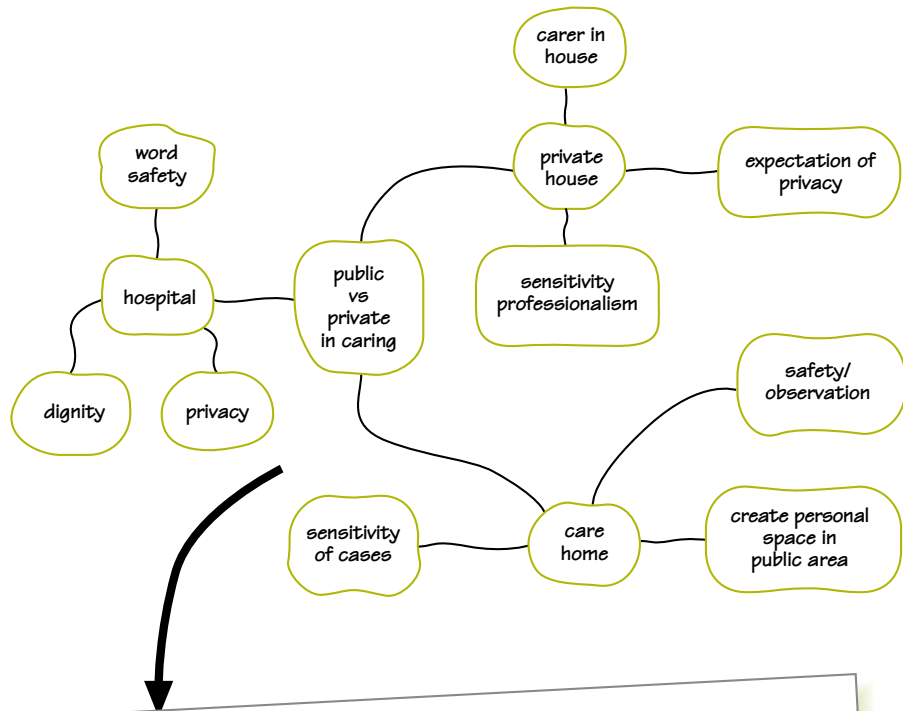 carer in
house
word
safety
private
house
expectation of
privacy
public
vs
private
in caring
hospital
sensitivity
professionalism
dignity
privacy
safety/
observation
sensitivity
of cases
care
home
create personal
space in
public area